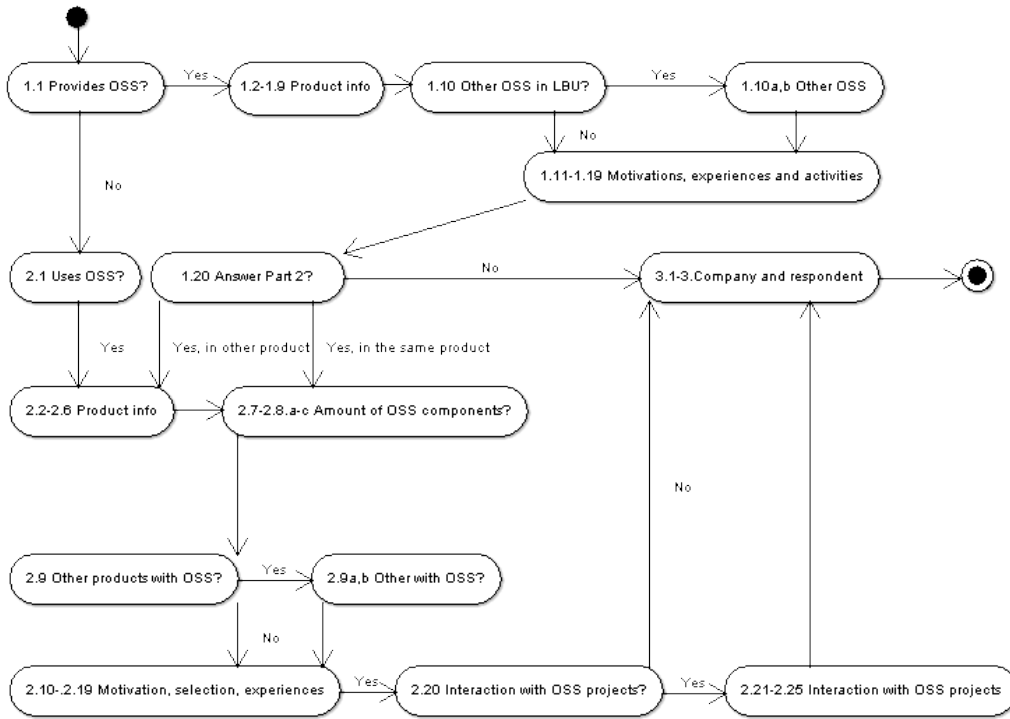 1.1 Provides OSS?
Yes
1.2-1.9 Product info
1.10 Other OSS in LBU?
Yes
1.10a,b Other OSS
No
1.11-1.19 Motivations, experiences and activities
No
2.1 Uses OSS?
1.20 Answer Part 2?
No
3.1-3.Company and respondent
Yes
Yes, in other product
Yes, in the same product
2.2-2.6 Product info
2.7-2.8.a-c Amount of OSS components?
No
2.9 Other products with OSS?
Yes
2.9a,b Other with OSS?
No
2.10-.2.19 Motivation, selection, experiences
Yes
2.20 Interaction with OSS projects?
Yes
2.21-2.25 Interaction with OSS projects